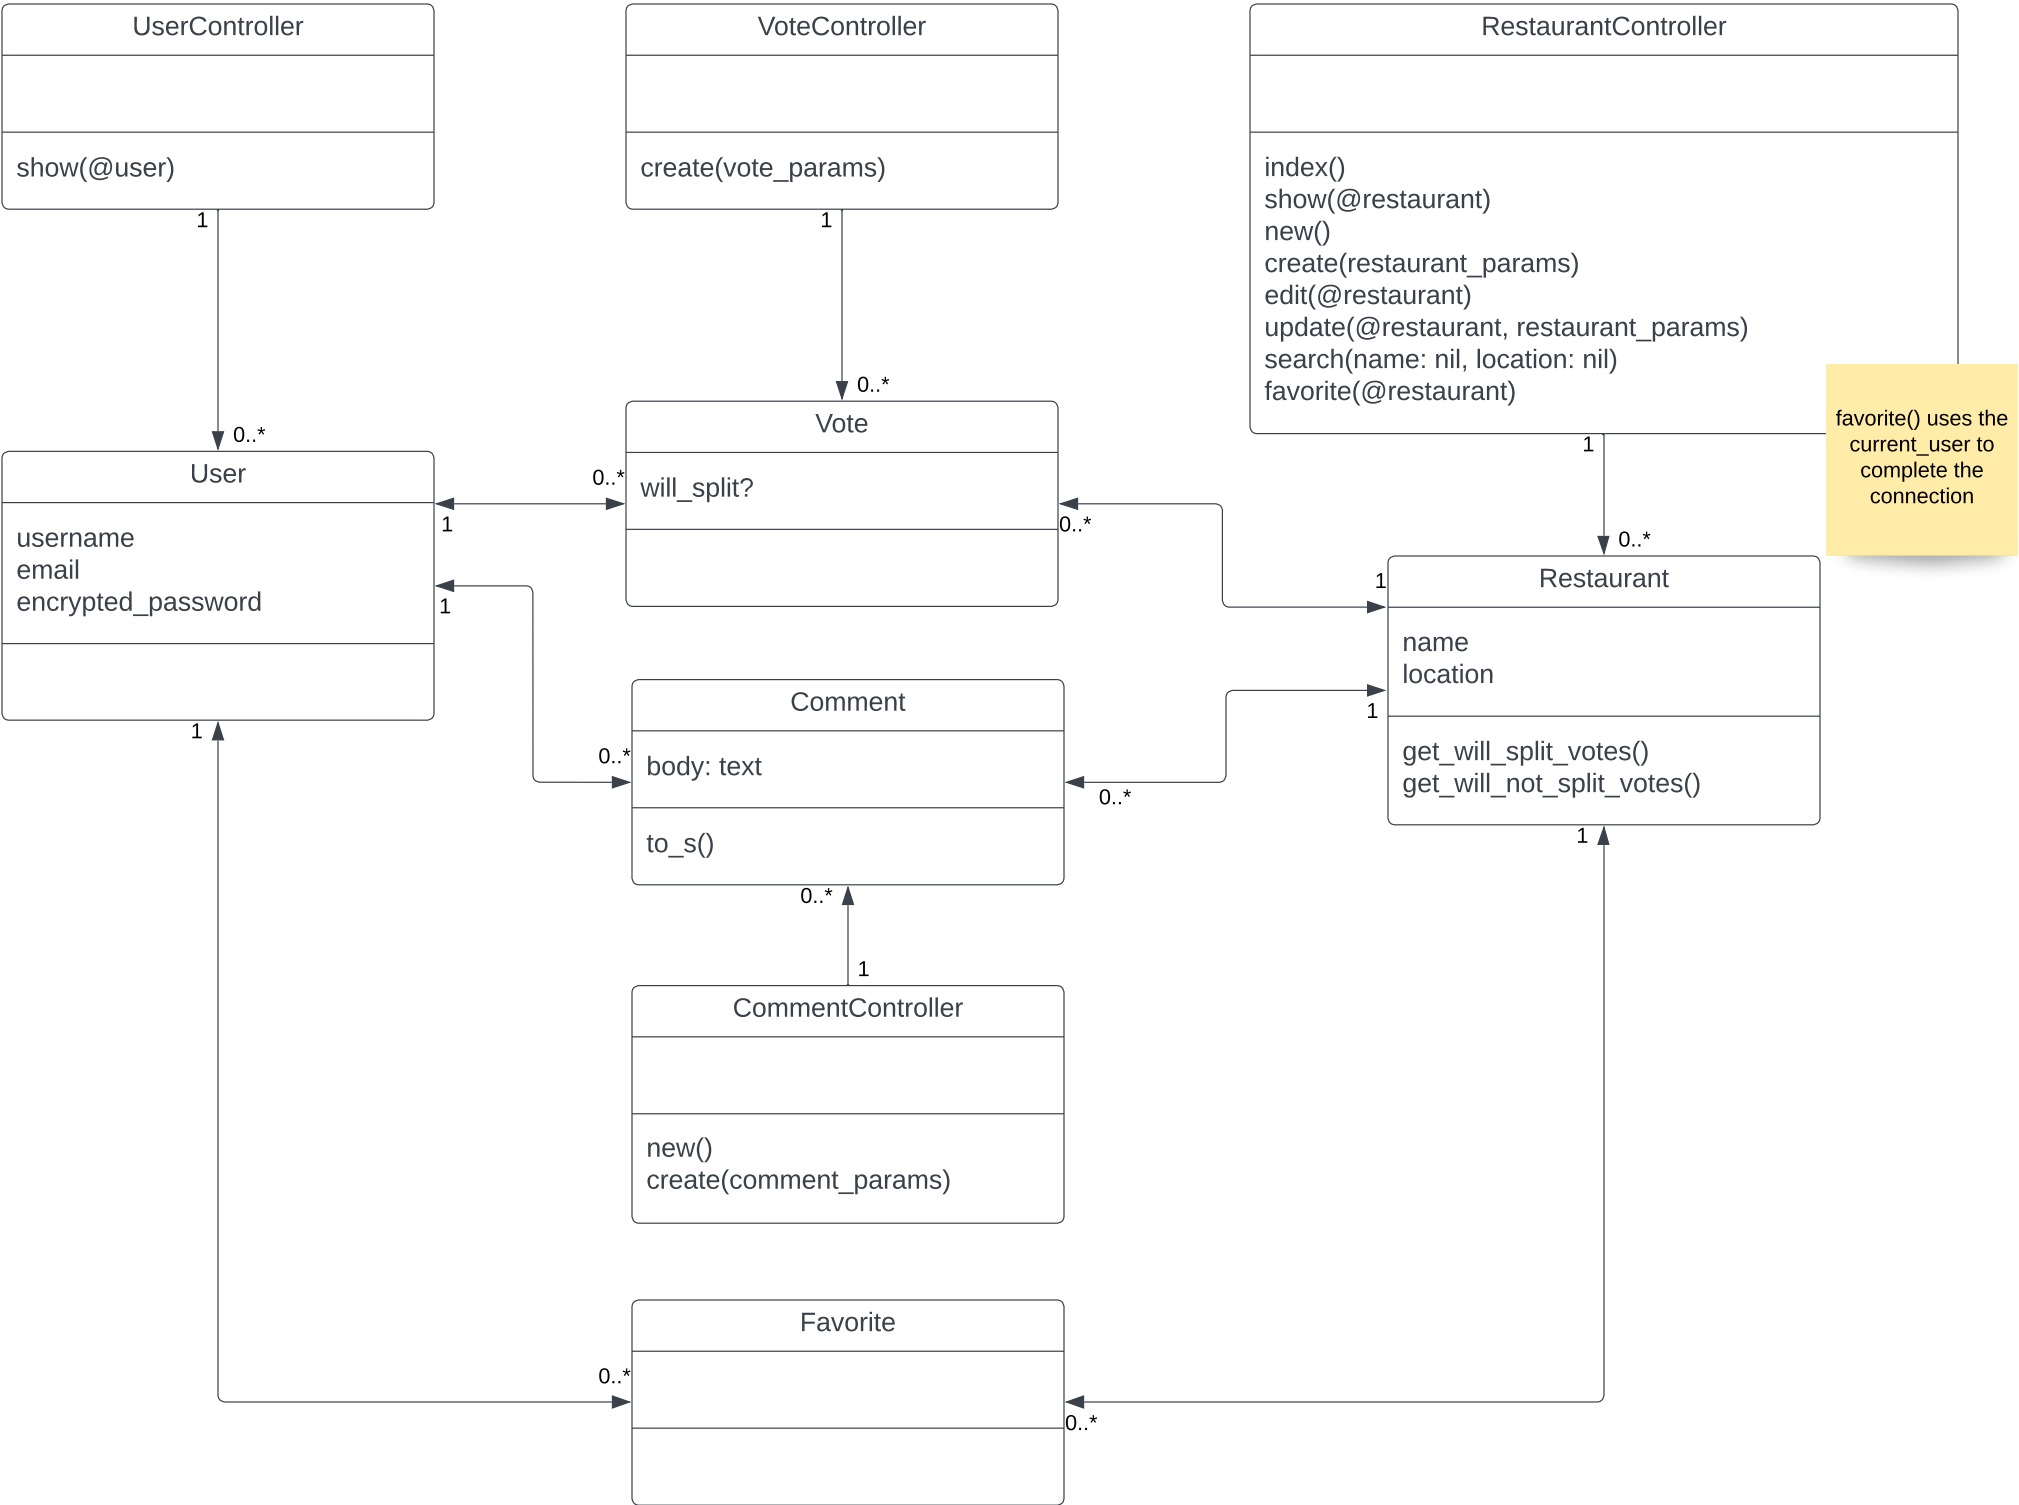 UserController
show(@user)
1
0..*
VoteController
create(vote_params)
1
0..*
RestaurantController
index()
show(@restaurant)
new()
create(restaurant_params)
edit(@restaurant)
update(@restaurant, restaurant_params)
search(name: nil, location: nil)
favorite(@restaurant)
1
0..*
favorite() uses the
current_user to
complete the
connection
User
username
email
encrypted_password
1
0..*
1
0..*
1
Vote
will_split?
0..*
1
Restaurant
name
location
get_will_split_votes()
get_will_not_split_votes()
1
1
Comment
body: text
to_s()
0..*
0..*
1
CommentController
new()
create(comment_params)
Favorite
0..*
0..*